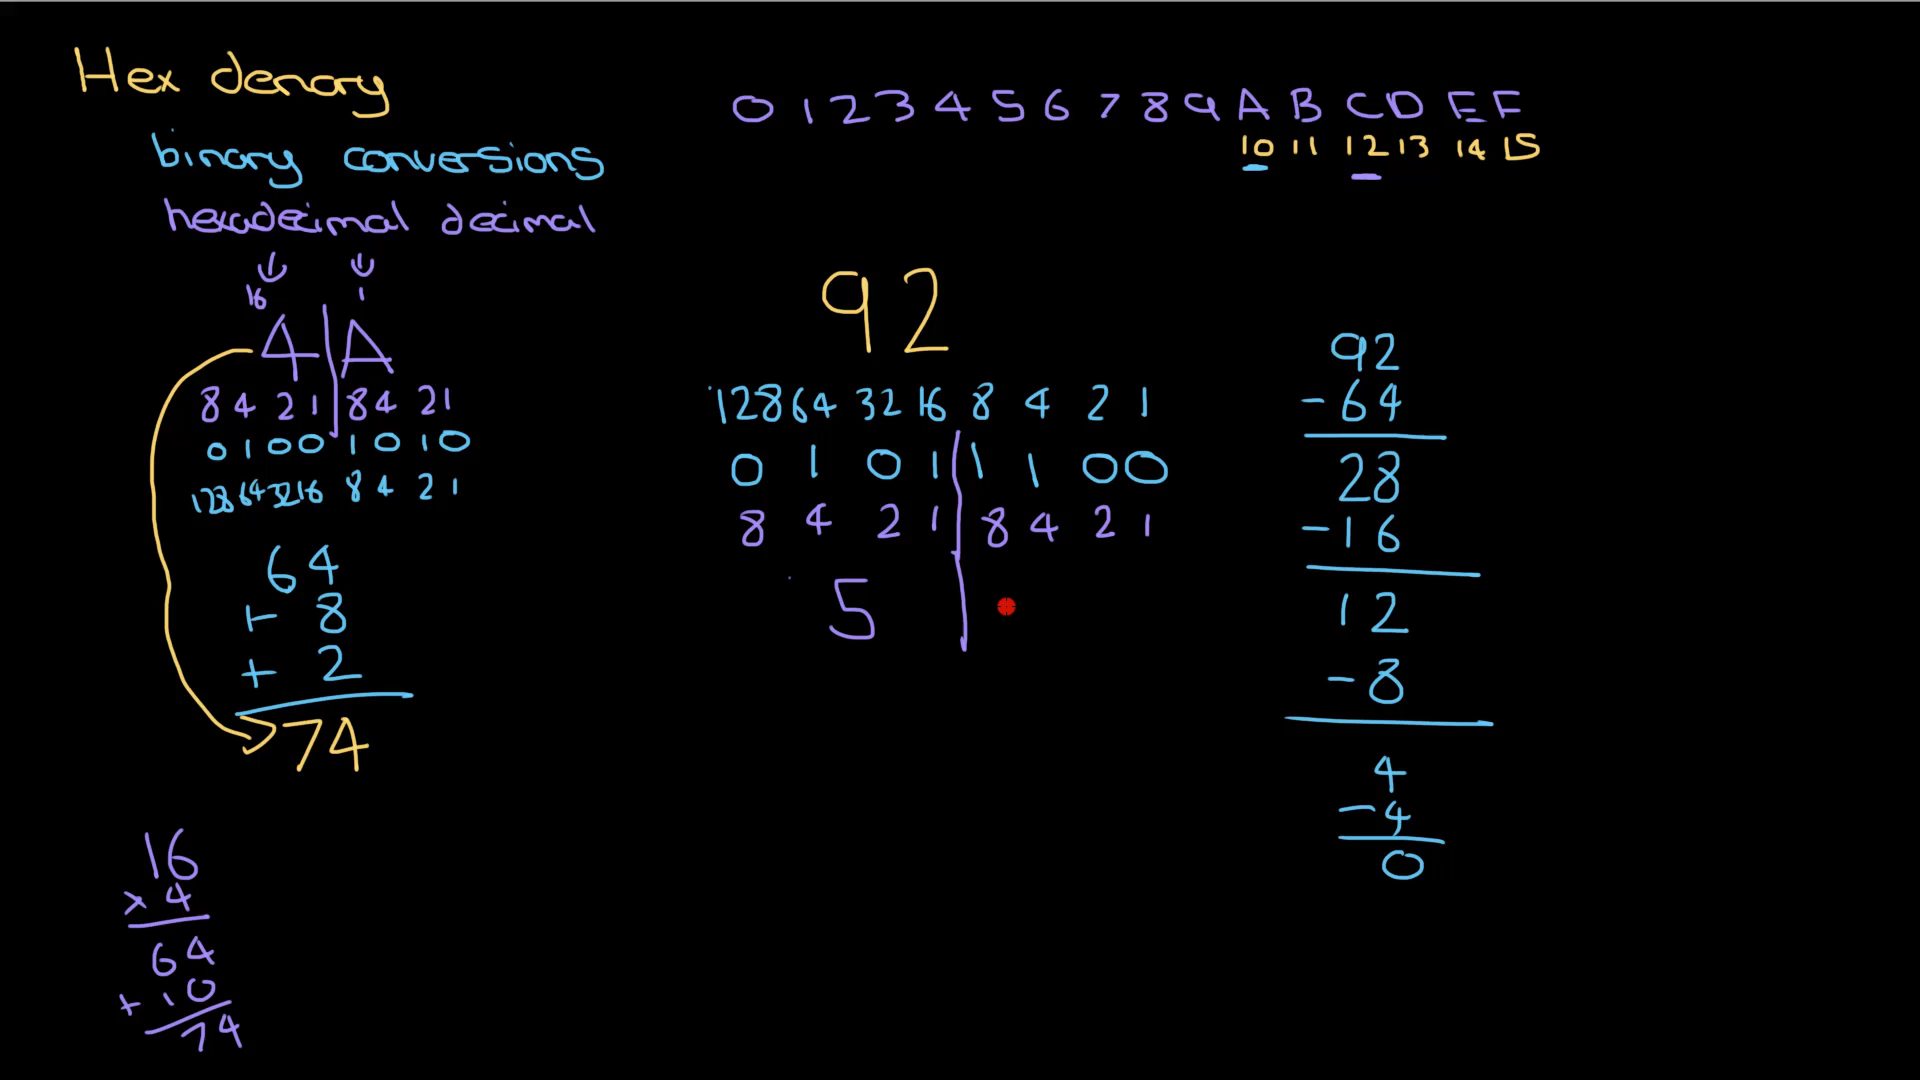 Hex denary
binary conversions
hexadecimal decimal
16 1
4 A
8 4 2 1 8 4 2 1
0 1 0 0 1 0 1 0
128 64 32 16 8 4 2 1
64
+ 8
+ 2
74
16
× 4
64
+ 10
74
0 1 2 3 4 5 6 7 8 9 A B C D E F
10 11 12 13 14 15
92
128 64 32 16 8 4 2 1
0 1 0 1 1 1 0 0
8 4 2 1 8 4 2 1
5
92
- 64
28
- 16
12
- 8
4
- 4
0